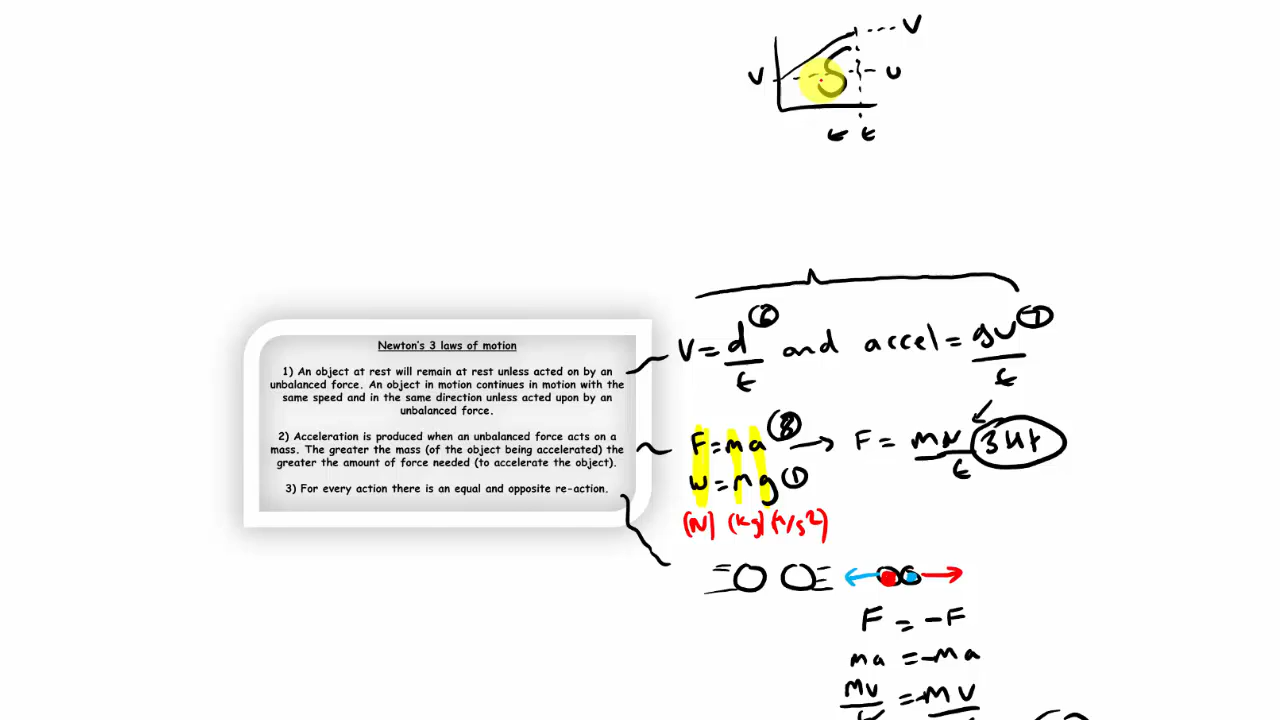 V
V
S
u
t t
Newton's 3 laws of motion
1) An object at rest will remain at rest unless acted on by an
unbalanced force. An object in motion continues in motion with the
same speed and in the same direction unless acted upon by an
unbalanced force.
2) Acceleration is produced when an unbalanced force acts on a
mass. The greater the mass (of the object being accelerated) the
greater the amount of force needed (to accelerate the object).
3) For every action there is an equal and opposite re-action.
V = d/t and accel =
F = ma ⑧ → F =
w = mg ①
(N) (kg) (m/s²)
F = -F
ma = -ma
mv = -mv